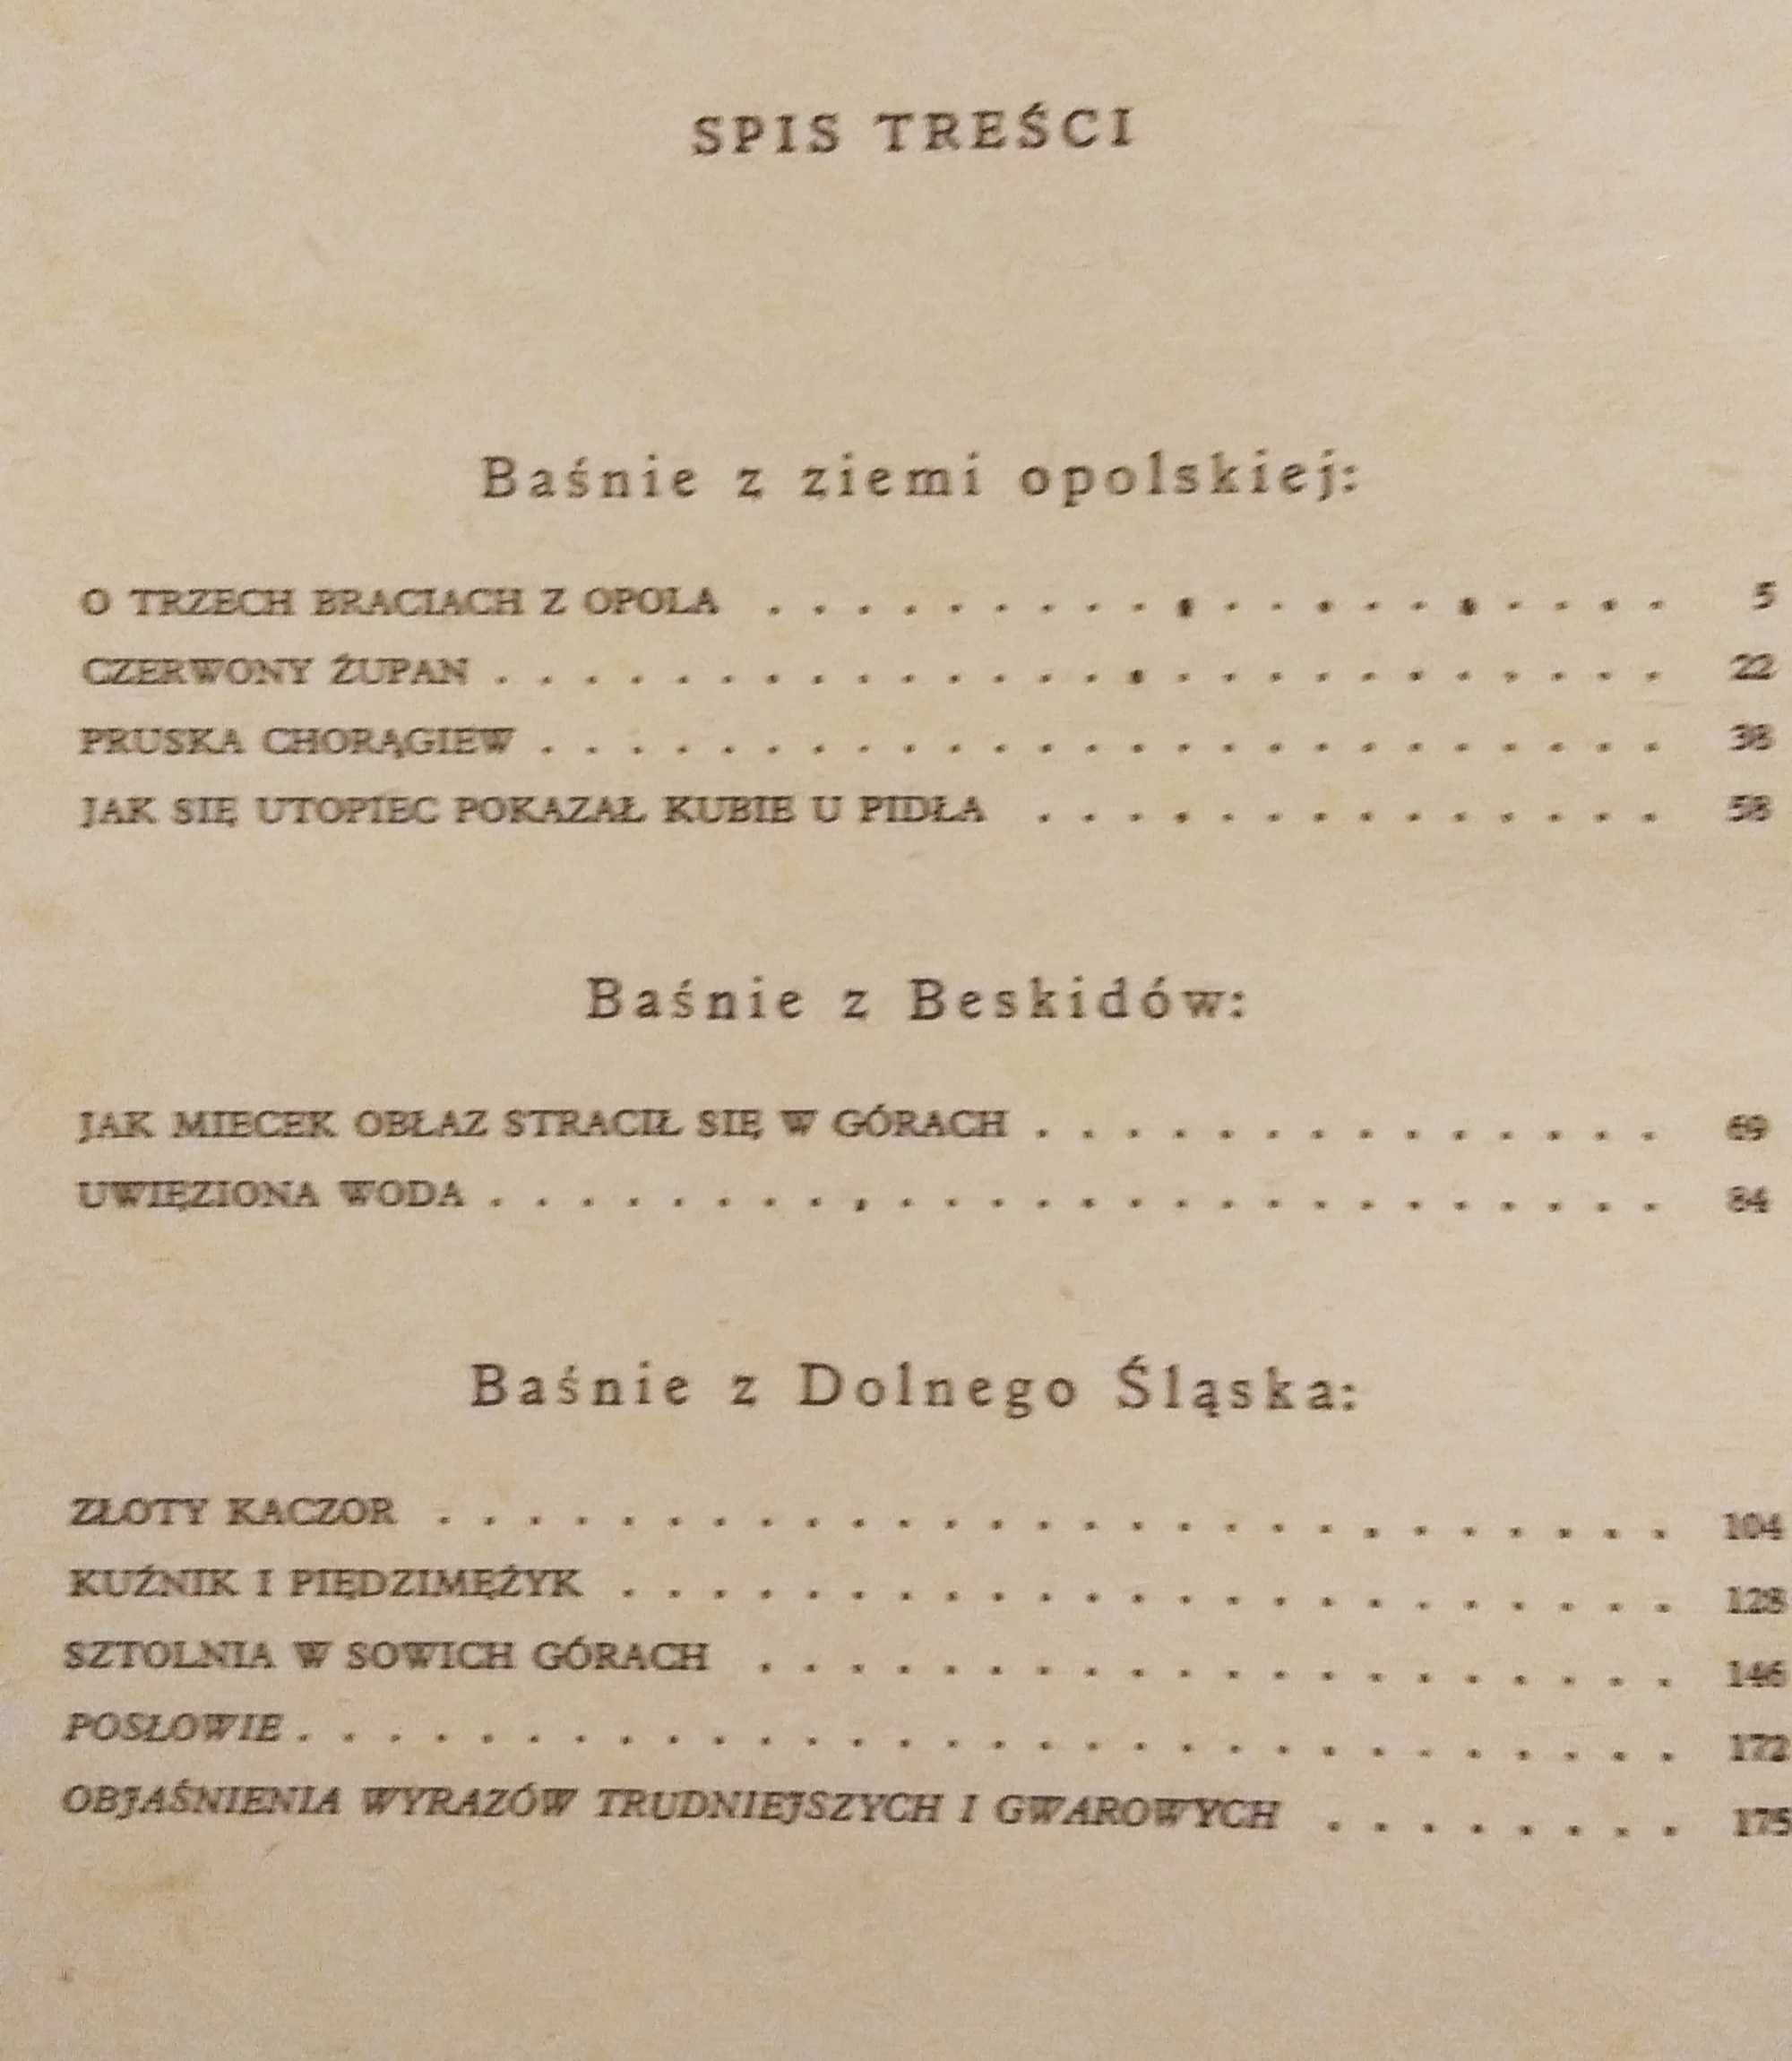 SPIS TREŚCI
Baśnie z ziemi opolskiej:
O TRZECH BRACIACH Z OPOLA . . . . . . . . . . . . . . . . . . . . 5
CZERWONY ŻUPAN . . . . . . . . . . . . . . . . . . . . . . . . . . 22
PRUSKA CHORĄGIEW . . . . . . . . . . . . . . . . . . . . . . . . . 38
JAK SIĘ UTOPIEC POKAZAŁ KUBIE U PIDŁA . . . . . . . . . . . . . . 58
Baśnie z Beskidów:
JAK MIECEK OBŁAZ STRACIŁ SIĘ W GÓRACH . . . . . . . . . . . . . . 69
UWIĘZIONA WODA . . . . . . . . . . . . . . . . . . . . . . . . . . 84
Baśnie z Dolnego Śląska:
ZŁOTY KACZOR . . . . . . . . . . . . . . . . . . . . . . . . . . . 104
KUŹNIK I PIĘDZIMĘŻYK . . . . . . . . . . . . . . . . . . . . . . . 128
SZTOLNIA W SOWICH GÓRACH . . . . . . . . . . . . . . . . . . . . 146
POSŁOWIE . . . . . . . . . . . . . . . . . . . . . . . . . . . . . . 172
OBJAŚNIENIA WYRAZÓW TRUDNIEJSZYCH I GWAROWYCH . . . . . . . . 175